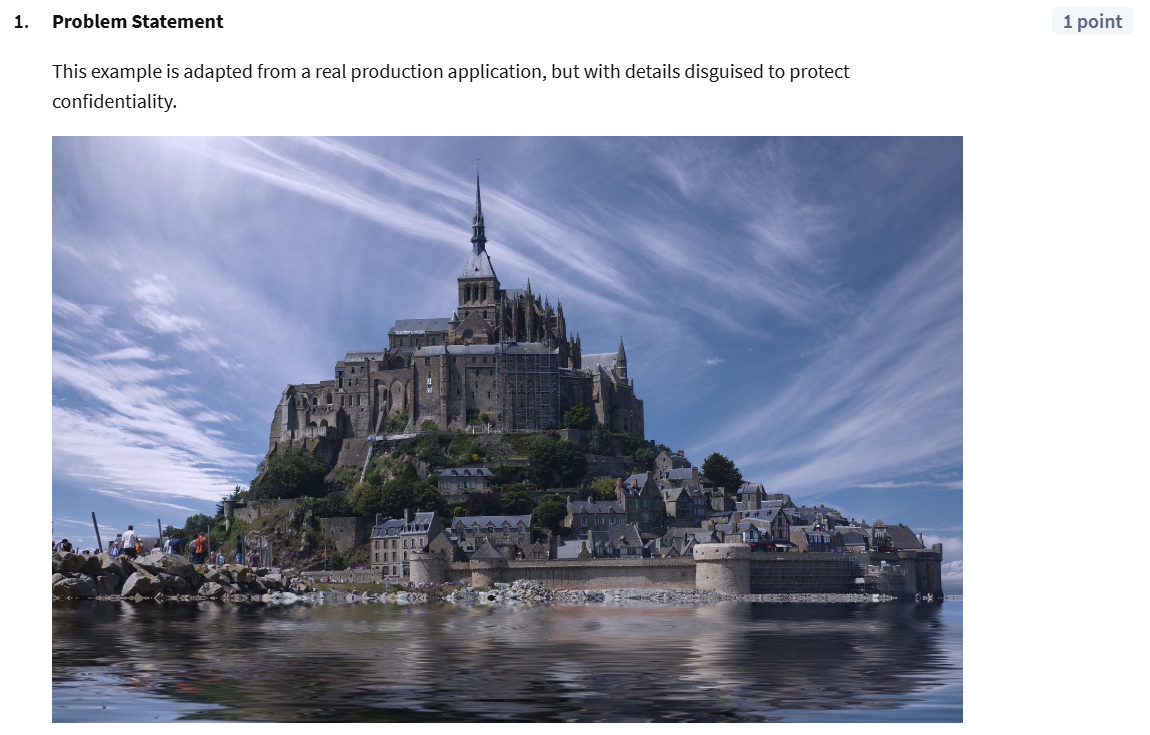 1. Problem Statement
1 point
This example is adapted from a real production application, but with details disguised to protect
confidentiality.